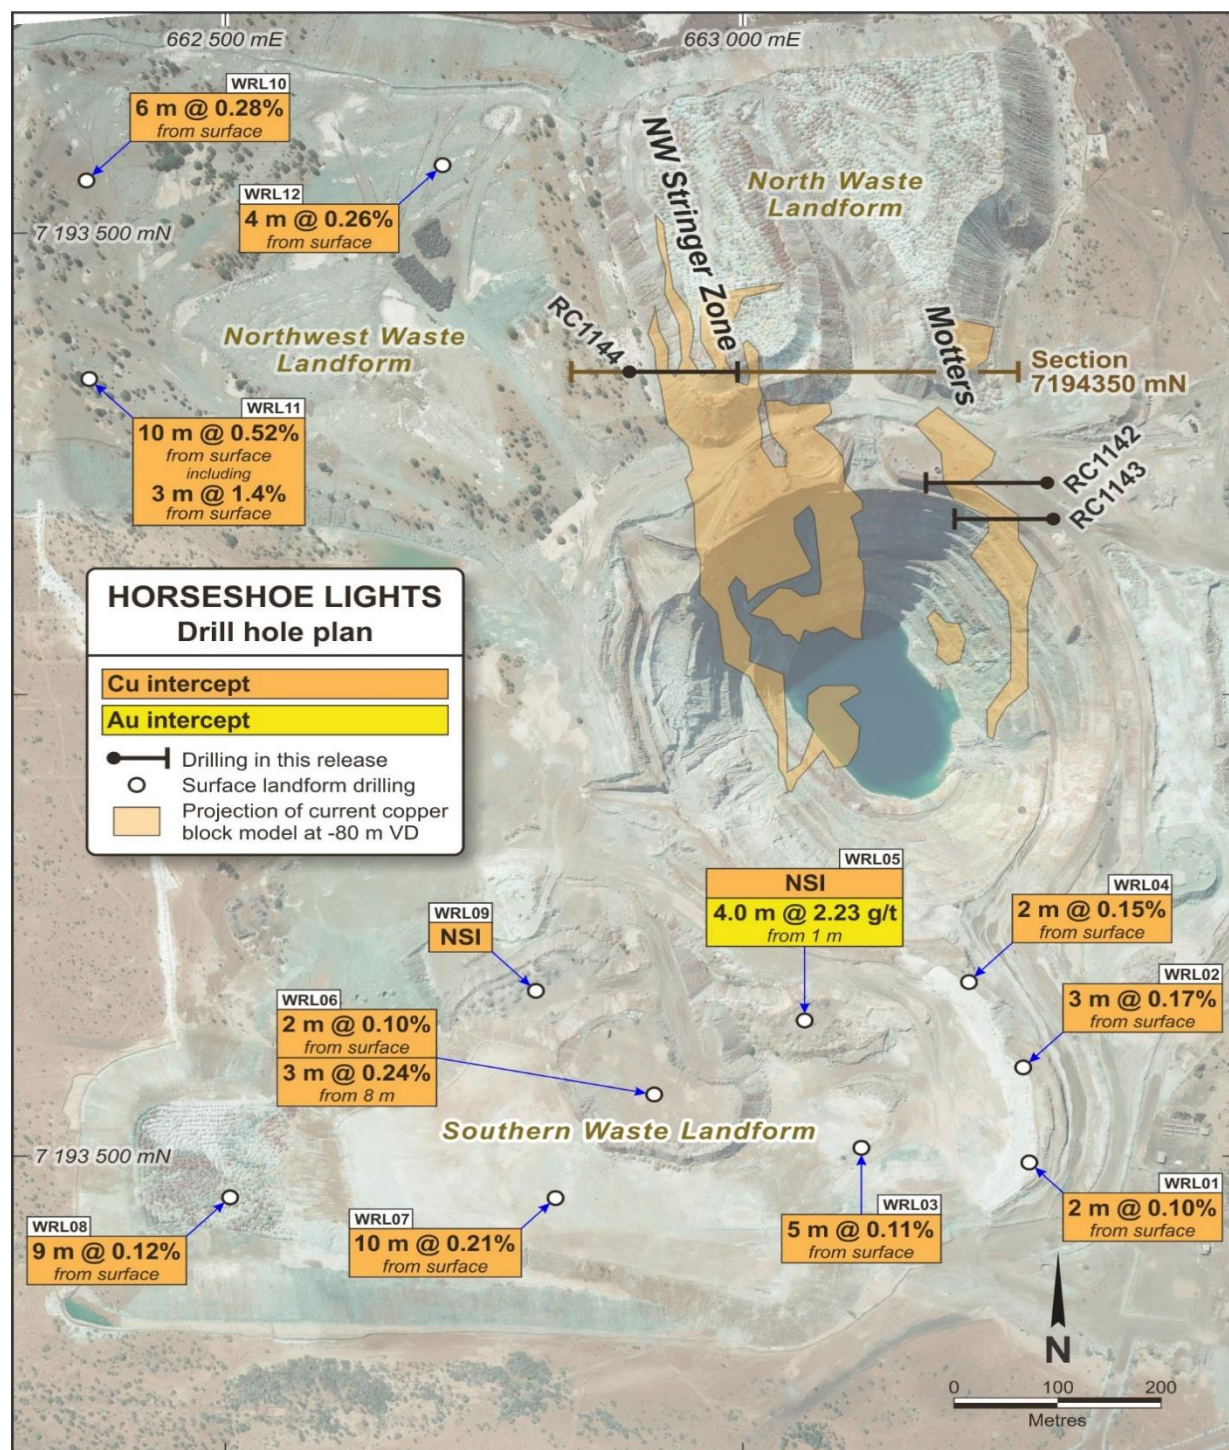 662 500 mE
663 000 mE
WRL10
6 m @ 0.28%
from surface
WRL12
4 m @ 0.26%
from surface
7 193 500 mN
NW Stringer Zone
North Waste
Landform
RC1144
Motters
Section
7194350 mN
Northwest Waste
Landform
WRL11
10 m @ 0.52%
from surface
including
3 m @ 1.4%
from surface
RC1142
RC1143
HORSESHOE LIGHTS
Drill hole plan
Cu intercept
Au intercept
Drilling in this release
Surface landform drilling
Projection of current copper
block model at -80 m VD
WRL05
NSI
4.0 m @ 2.23 g/t
from 1 m
WRL04
2 m @ 0.15%
from surface
WRL09
NSI
WRL02
3 m @ 0.17%
from surface
WRL06
2 m @ 0.10%
from surface
3 m @ 0.24%
from 8 m
Southern Waste Landform
7 193 500 mN
WRL01
2 m @ 0.10%
from surface
WRL03
5 m @ 0.11%
from surface
WRL08
9 m @ 0.12%
from surface
WRL07
10 m @ 0.21%
from surface
N
0 100 200
Metres